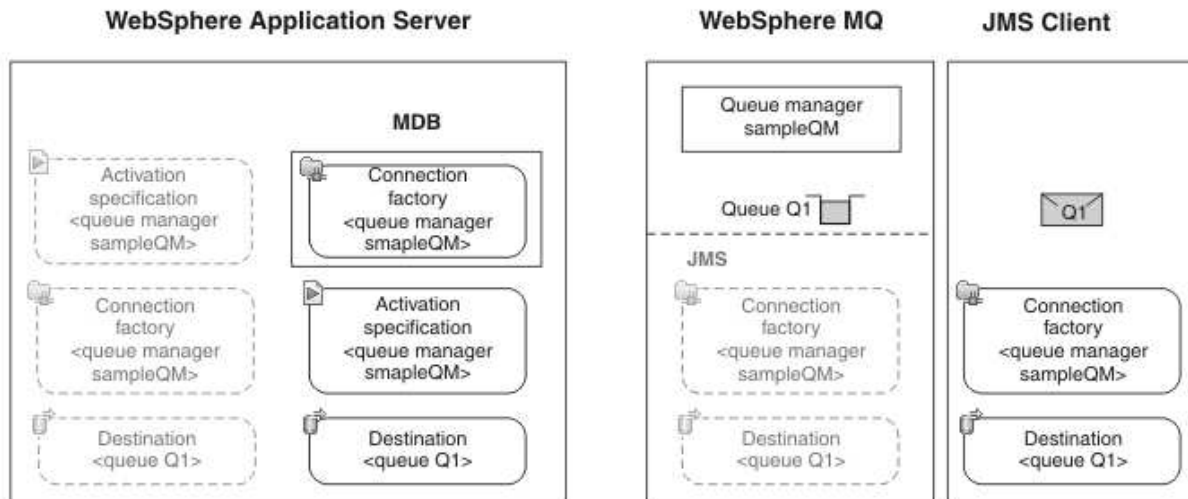 WebSphere Application Server
MDB
Activation
specification
<queue manager
sampleQM>
Connection
factory
<queue manager
smapleQM>
Connection
factory
<queue manager
sampleQM>
Activation
specification
<queue manager
smapleQM>
Destination
<queue Q1>
Destination
<queue Q1>
WebSphere MQ
Queue manager
sampleQM
Queue Q1
JMS
Connection
factory
<queue manager
sampleQM>
Destination
<queue Q1>
JMS Client
Q1
Connection
factory
<queue manager
sampleQM>
Destination
<queue Q1>